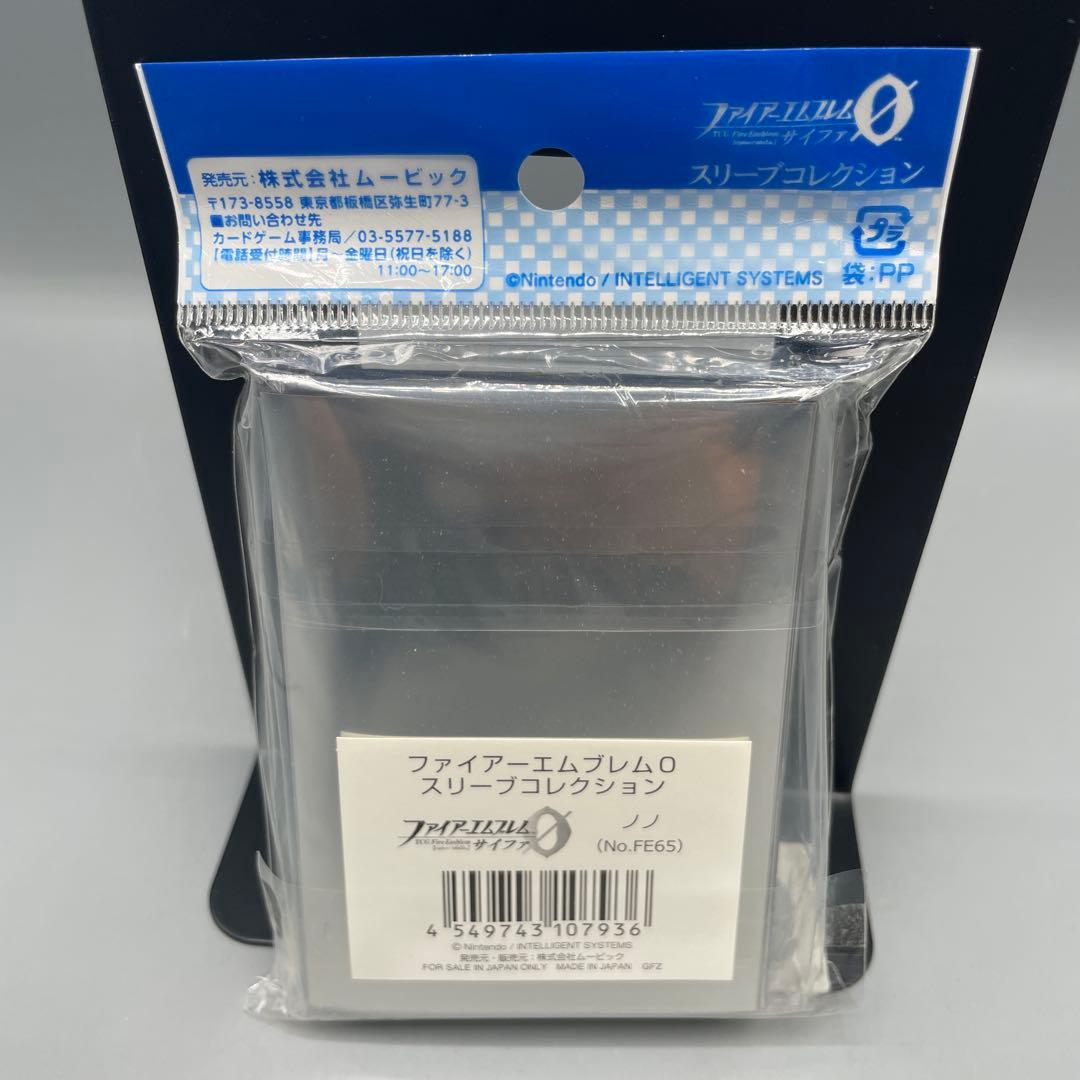 ファイアーエムブレム0
TCG Fire Emblem
サイファ
スリーブコレクション
発売元:株式会社ムービック
〒173-8558 東京都板橋区弥生町77-3
■お問い合わせ先
カードゲーム事務局/03-5577-5188
【電話受付時間】月~金曜日(祝日を除く)
11:00~17:00
プラ
©Nintendo / INTELLIGENT SYSTEMS
袋:PP
ファイアーエムブレム0
スリーブコレクション
ファイアーエムブレム0
TCG Fire Emblem
サイファ
ノノ
(No.FE65)
4 549743 107936
©Nintendo / INTELLIGENT SYSTEMS
発売元・販売元:株式会社ムービック
FOR SALE IN JAPAN ONLY MADE IN JAPAN GFZ